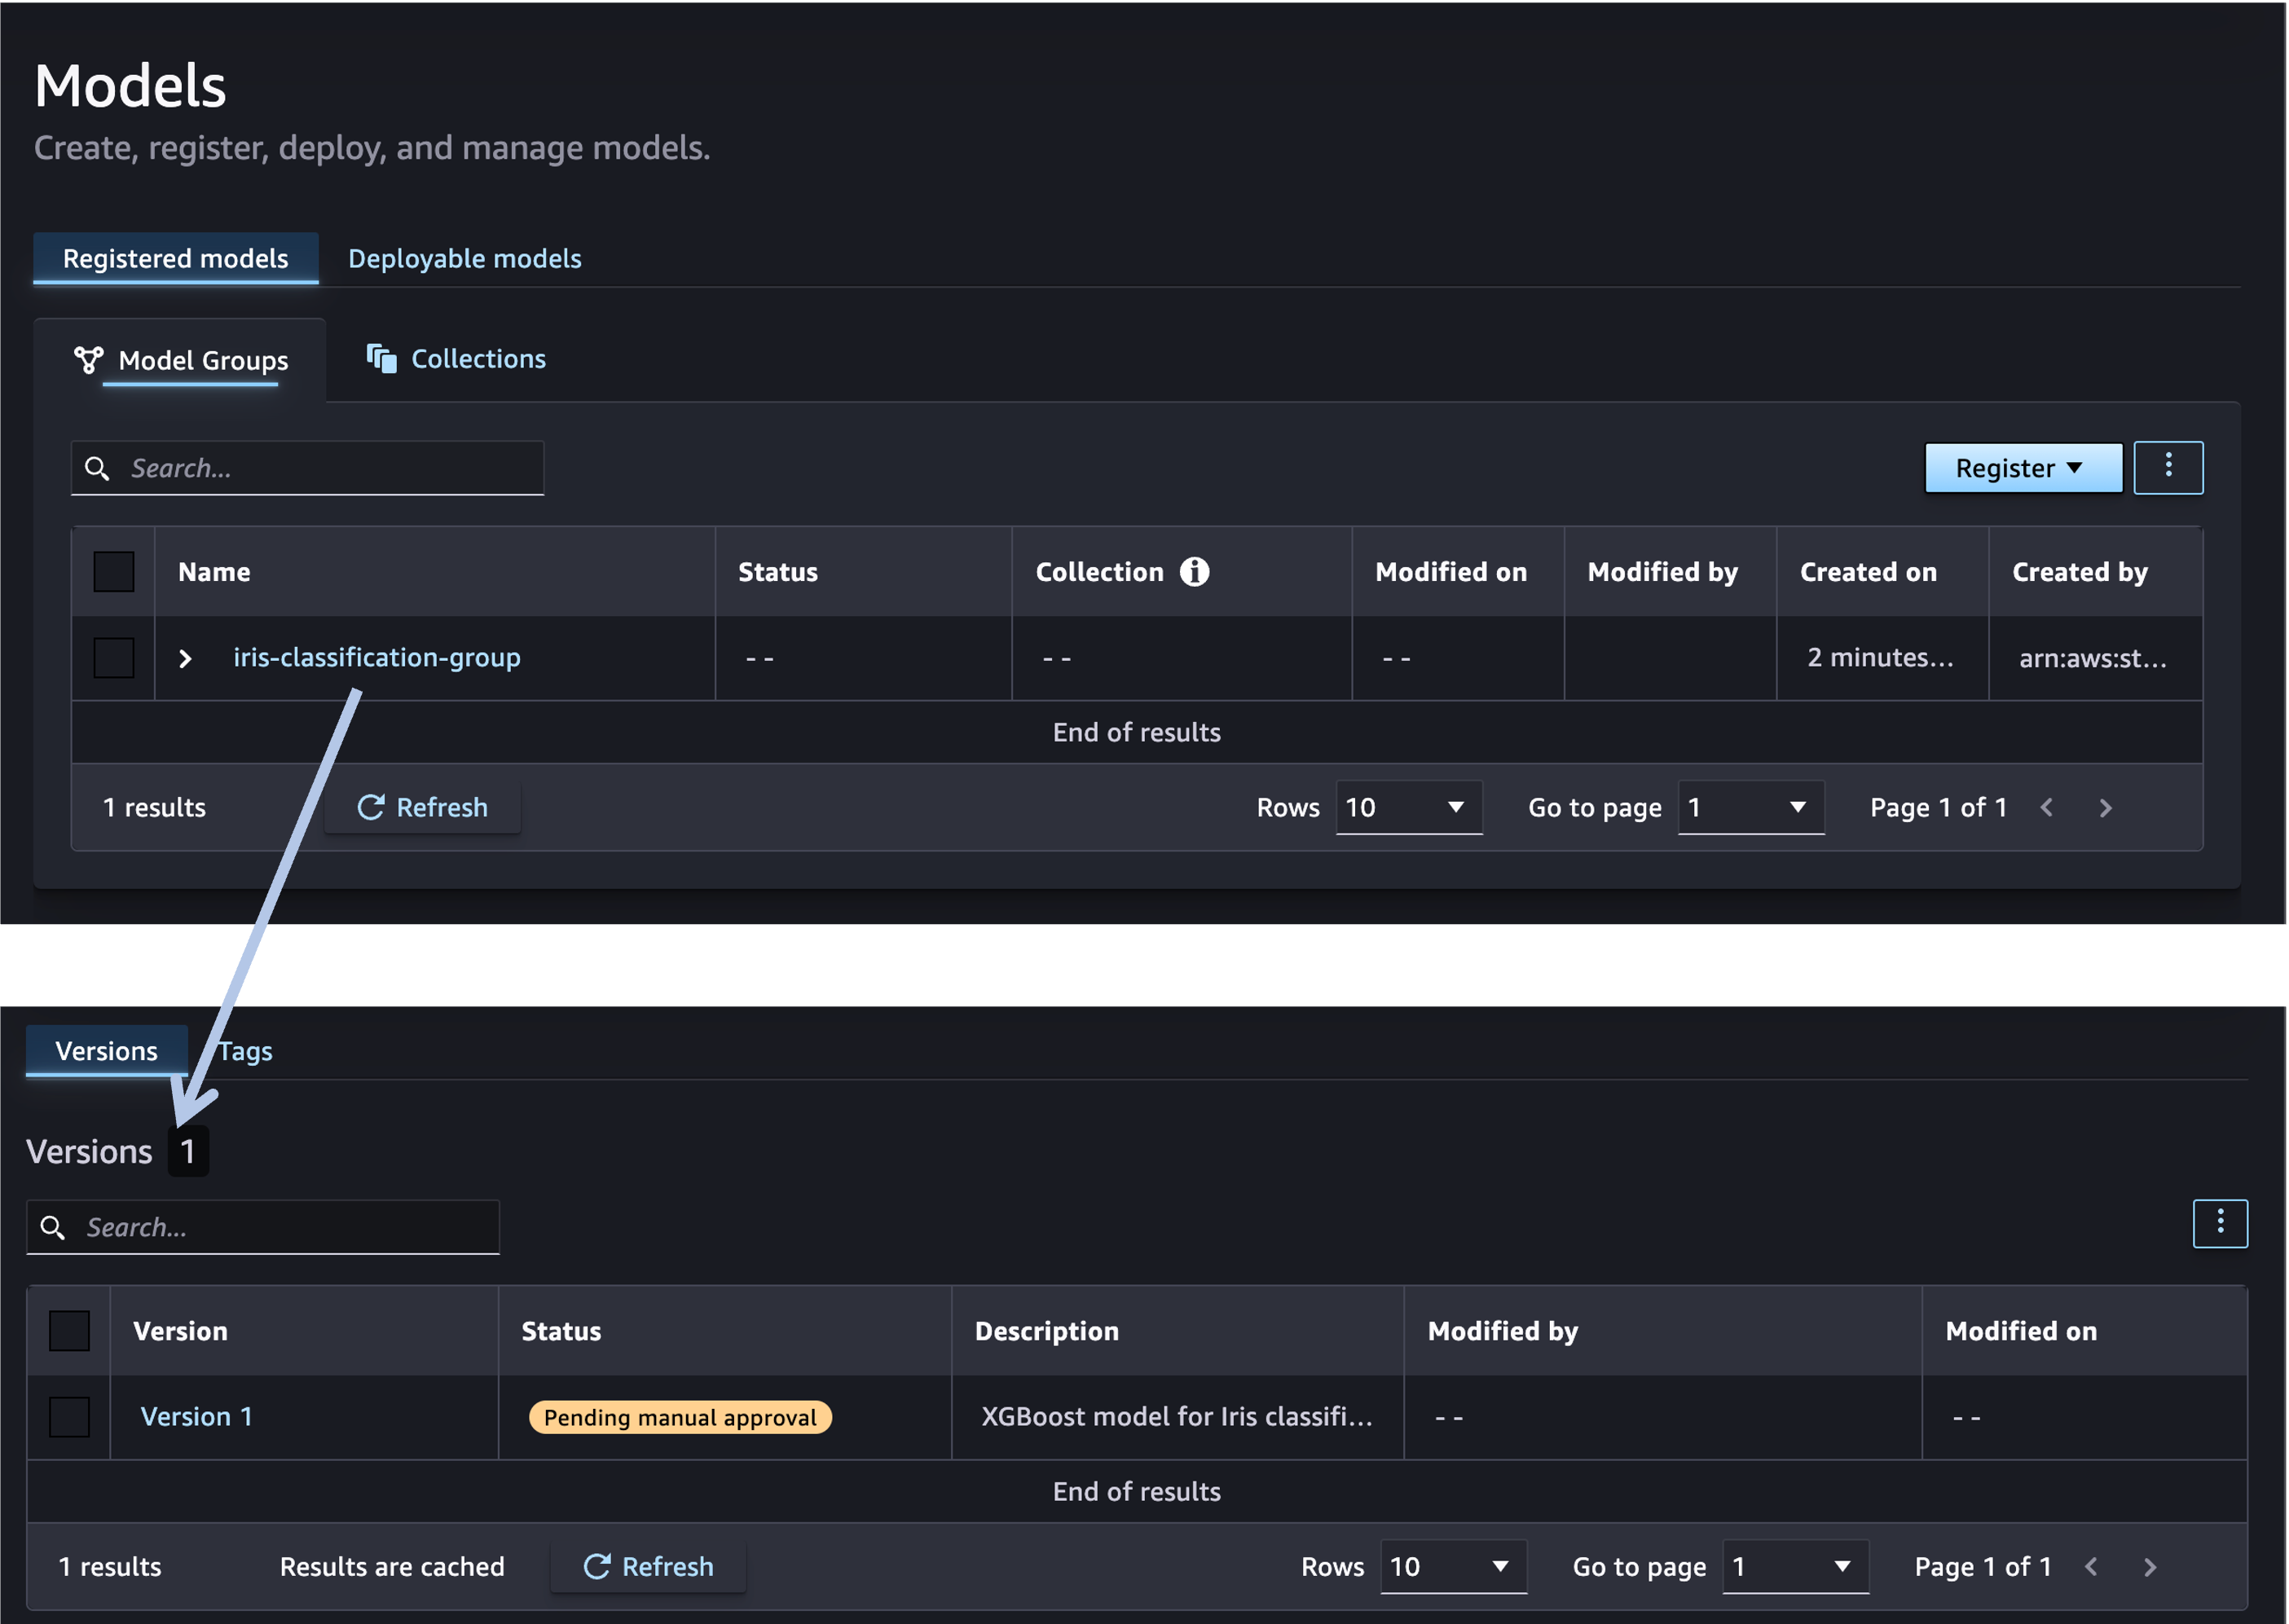 Models
Create, register, deploy, and manage models.
Registered models Deployable models
Model Groups Collections
Search...
Register
Name Status Collection Modified on Modified by Created on Created by
iris-classification-group -- -- -- 2 minutes... arn:aws:st...
End of results
1 results Refresh Rows 10 Go to page 1 Page 1 of 1
Versions Tags
Versions 1
Search...
Version Status Description Modified by Modified on
Version 1 Pending manual approval XGBoost model for Iris classifi... -- --
End of results
1 results Results are cached Refresh Rows 10 Go to page 1 Page 1 of 1